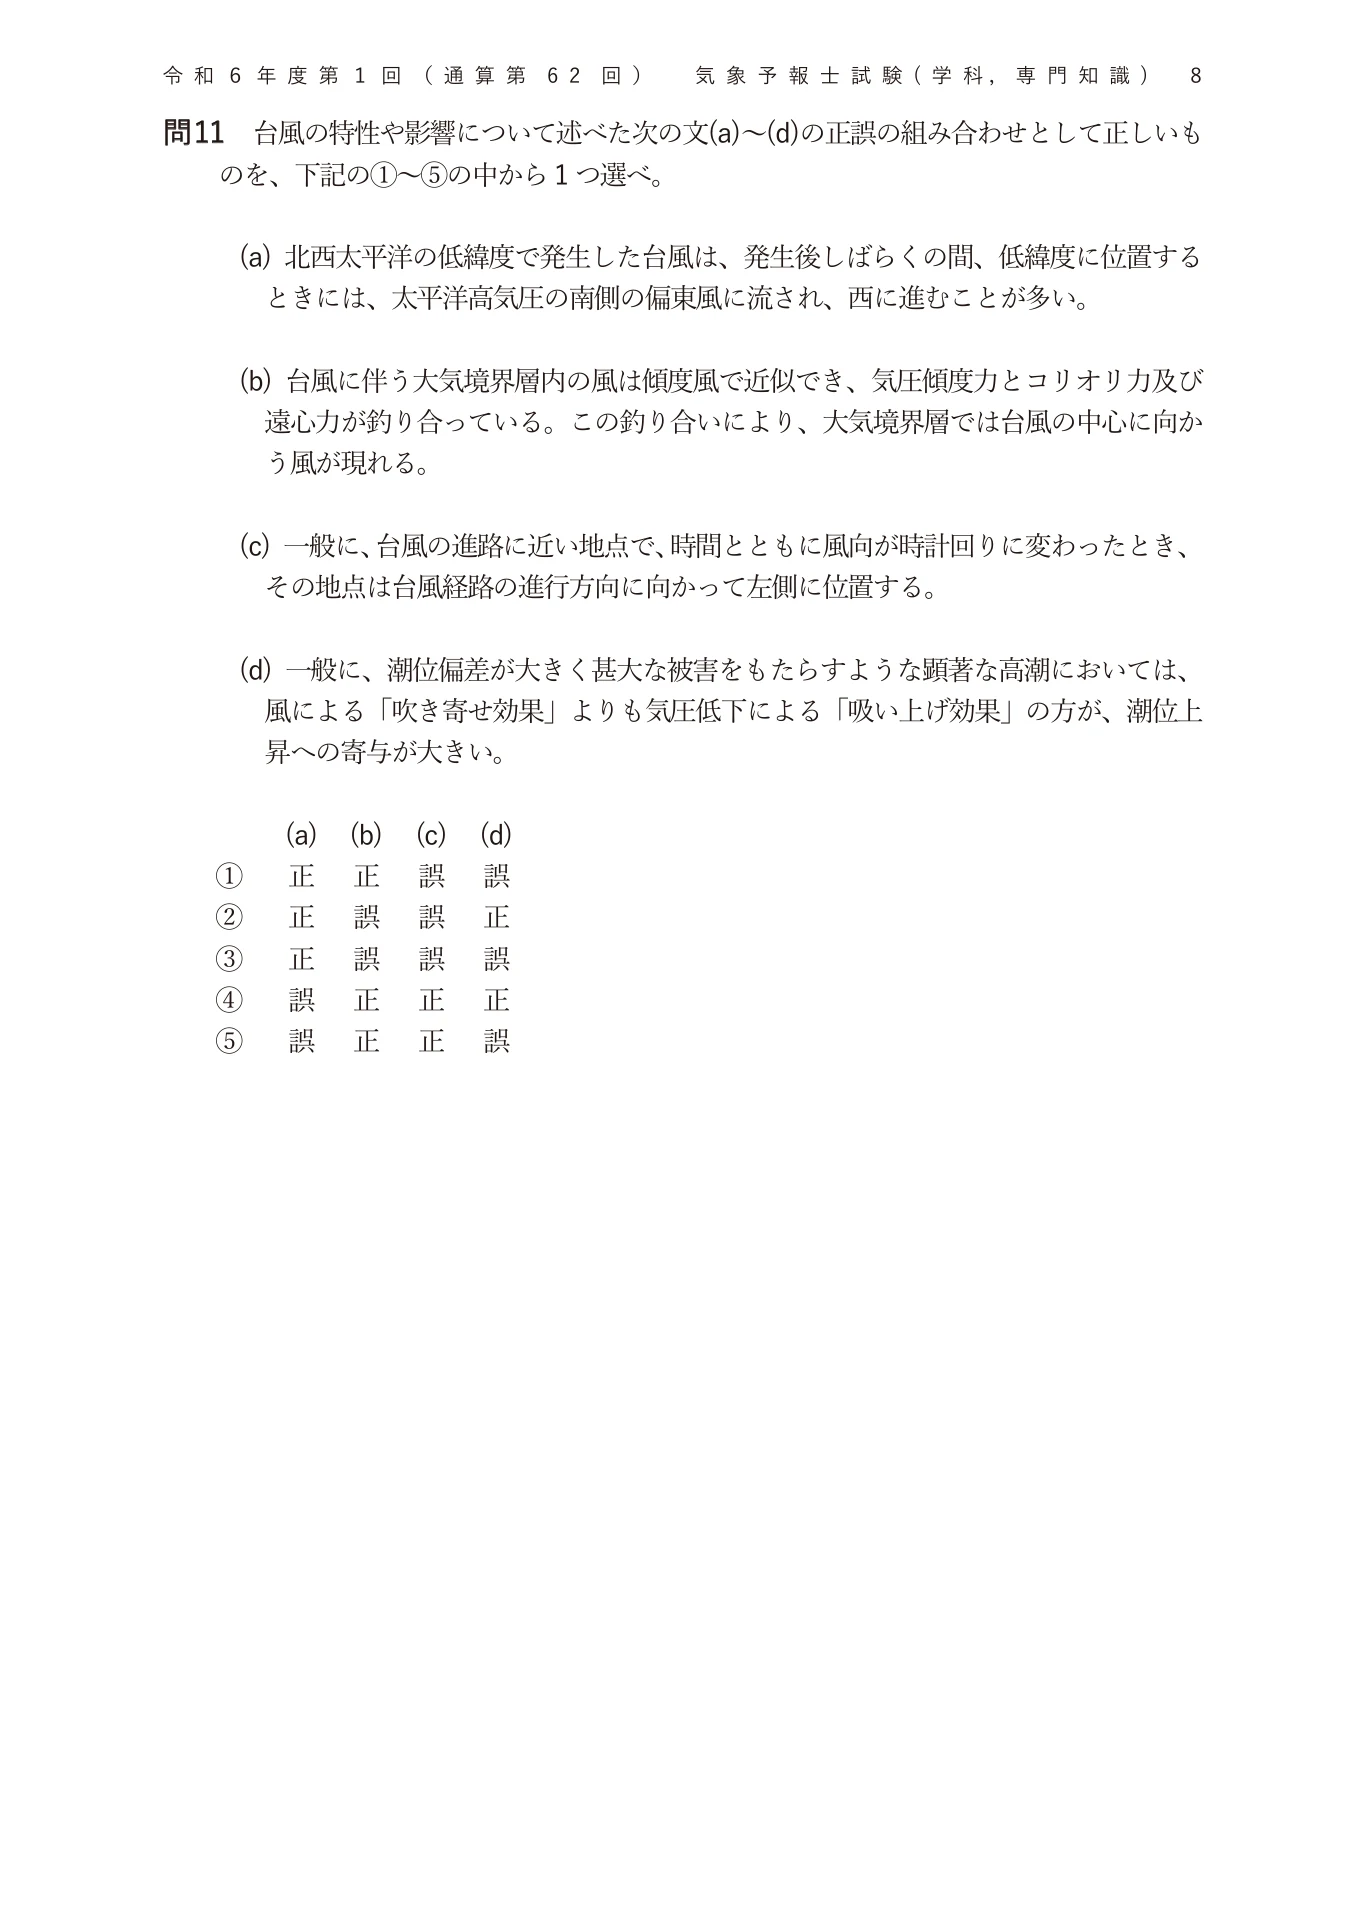 令和6年度第1回(通算第62回)　気象予報士試験(学科,専門知識)　8
問11　台風の特性や影響について述べた次の文(a)～(d)の正誤の組み合わせとして正しいも
のを、下記の①～⑤の中から1つ選べ。
(a) 北西太平洋の低緯度で発生した台風は、発生後しばらくの間、低緯度に位置する
ときには、太平洋高気圧の南側の偏東風に流され、西に進むことが多い。
(b) 台風に伴う大気境界層内の風は傾度風で近似でき、気圧傾度力とコリオリ力及び
遠心力が釣り合っている。この釣り合いにより、大気境界層では台風の中心に向か
う風が現れる。
(c) 一般に、台風の進路に近い地点で、時間とともに風向が時計回りに変わったとき、
その地点は台風経路の進行方向に向かって左側に位置する。
(d) 一般に、潮位偏差が大きく甚大な被害をもたらすような顕著な高潮においては、
風による「吹き寄せ効果」よりも気圧低下による「吸い上げ効果」の方が、潮位上
昇への寄与が大きい。
(a) (b) (c) (d)
① 正 正 誤 誤
② 正 誤 誤 正
③ 正 誤 誤 誤
④ 誤 正 正 正
⑤ 誤 正 正 誤